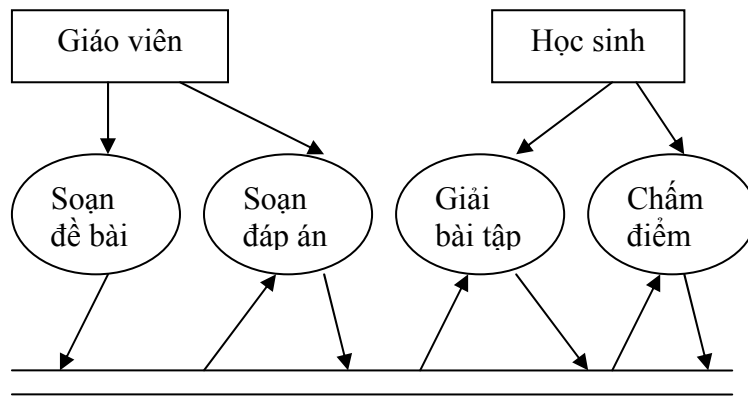 Giáo viên
Học sinh
Soạn
đề bài
Soạn
đáp án
Giải
bài tập
Chấm
điểm